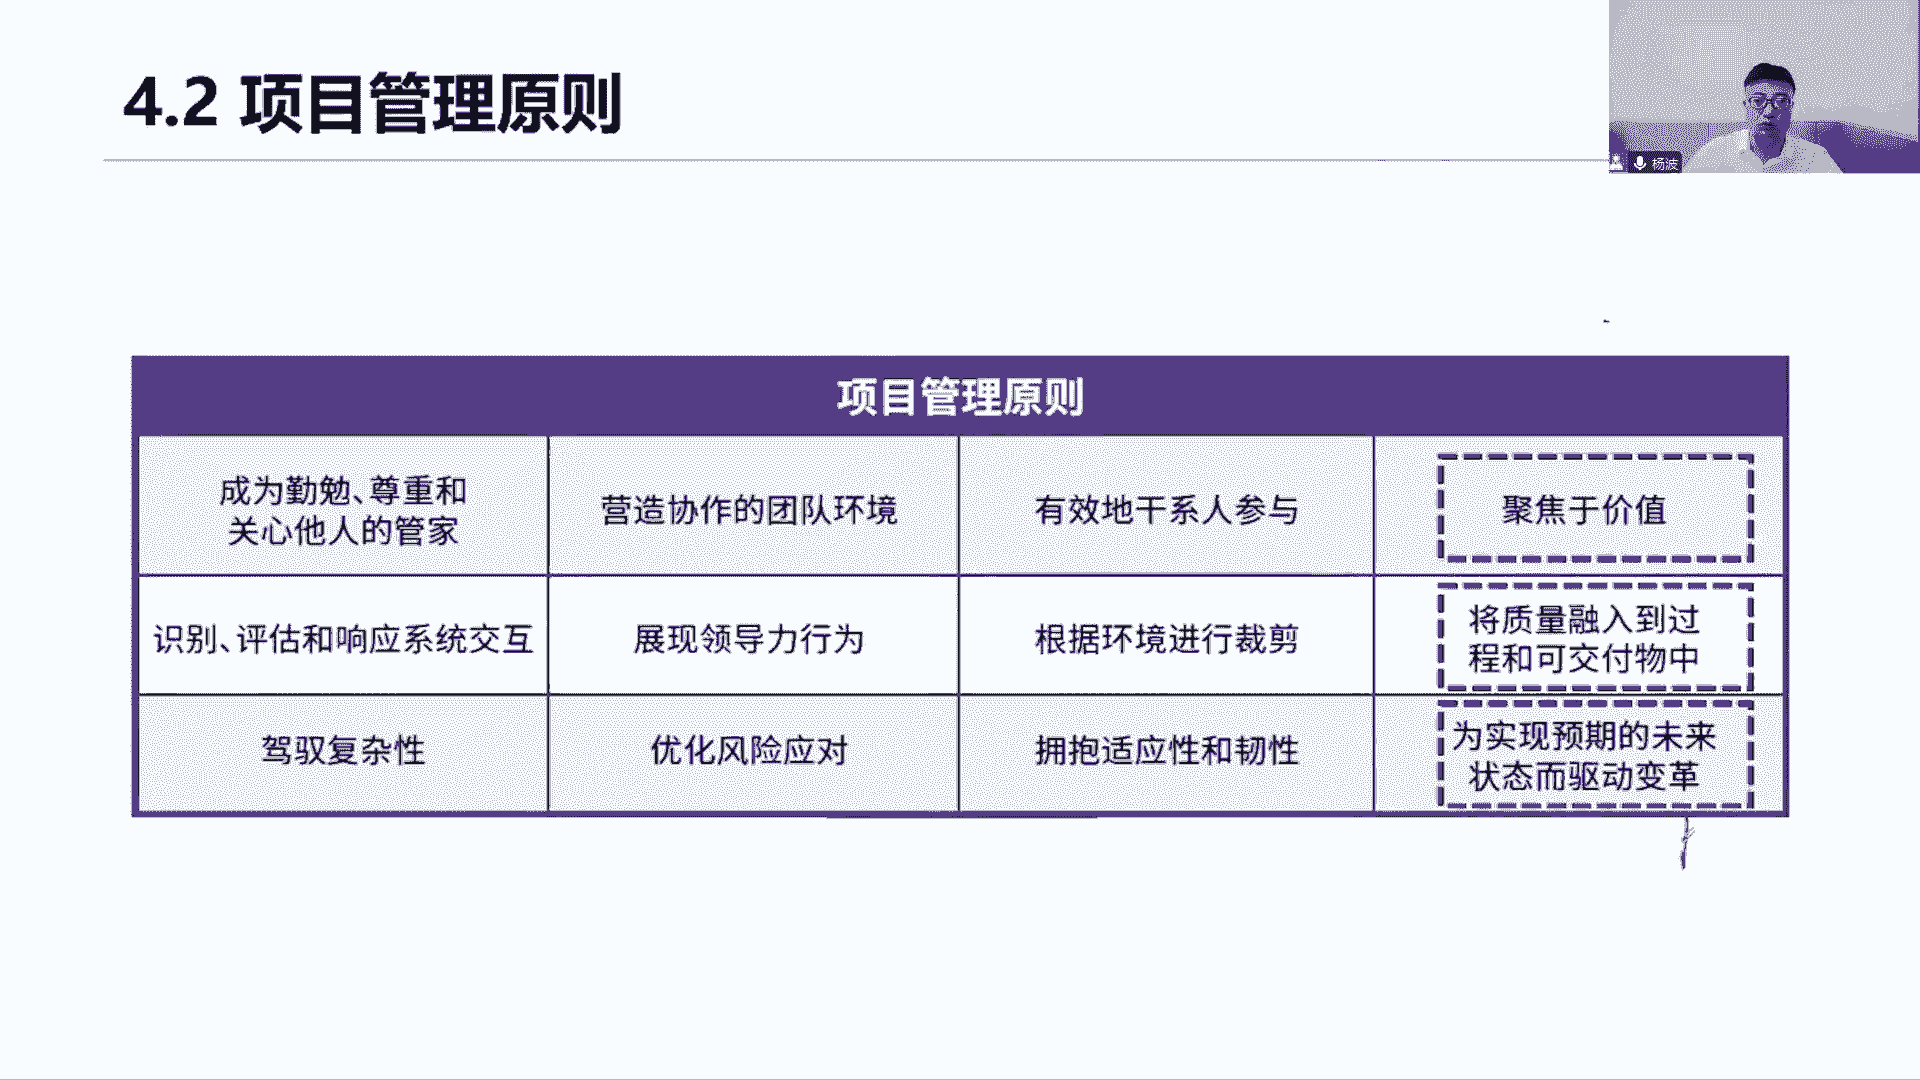 4.2 项目管理原则
杨波
项目管理原则
成为勤勉、尊重和
关心他人的管家
营造协作的团队环境
有效地干系人参与
聚焦于价值
识别、评估和响应系统交互
展现领导力行为
根据环境进行裁剪
将质量融入到过
程和可交付物中
驾驭复杂性
优化风险应对
拥抱适应性和韧性
为实现预期的未来
状态而驱动变革